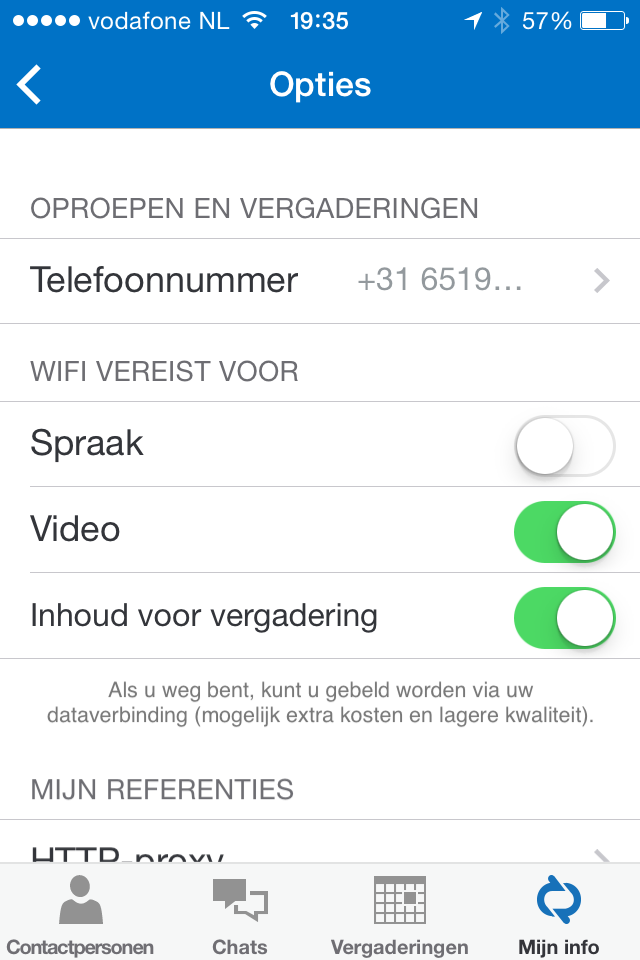 vodafone NL 19:35 57%
Opties
OPROEPEN EN VERGADERINGEN
Telefoonnummer +31 6519...
WIFI VEREIST VOOR
Spraak
Video
Inhoud voor vergadering
Als u weg bent, kunt u gebeld worden via uw
dataverbinding (mogelijk extra kosten en lagere kwaliteit).
MIJN REFERENTIES
HTTP-proxy
Contactpersonen Chats Vergaderingen Mijn info